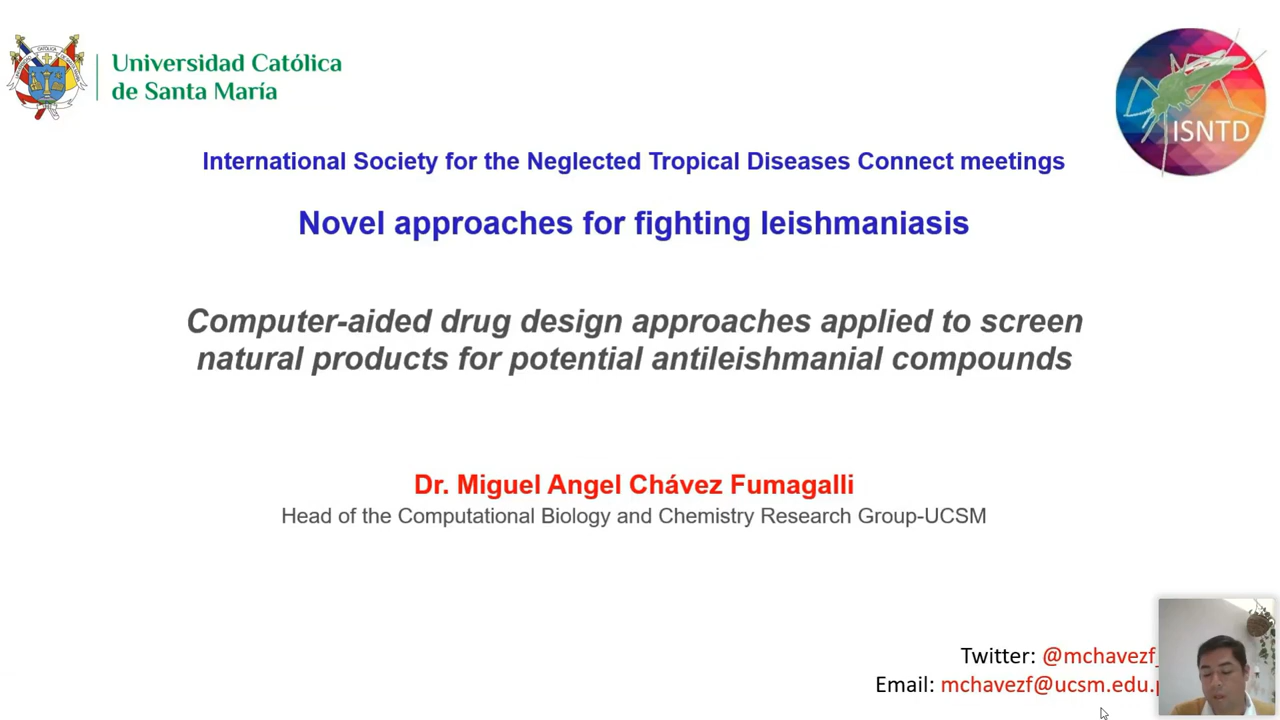 Universidad Católica
de Santa María
ISNTD
International Society for the Neglected Tropical Diseases Connect meetings
Novel approaches for fighting leishmaniasis
Computer-aided drug design approaches applied to screen
natural products for potential antileishmanial compounds
Dr. Miguel Angel Chávez Fumagalli
Head of the Computational Biology and Chemistry Research Group-UCSM
Twitter: @mchavezf_
Email: mchavezf@ucsm.edu.p